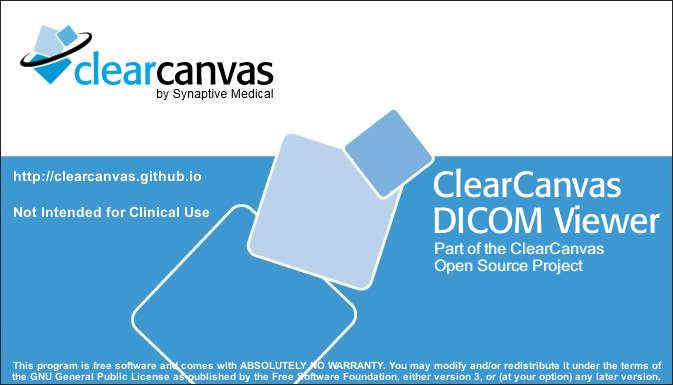 clearcanvas
by Synaptive Medical
http://clearcanvas.github.io
Not Intended for Clinical Use
ClearCanvas
DICOM Viewer
Part of the ClearCanvas
Open Source Project
This program is free software and comes with ABSOLUTELY NO WARRANTY. You may modify and/or redistribute it under the terms of
the GNU General Public License as published by the Free Software Foundation, either version 3, or (at your option) any later version.